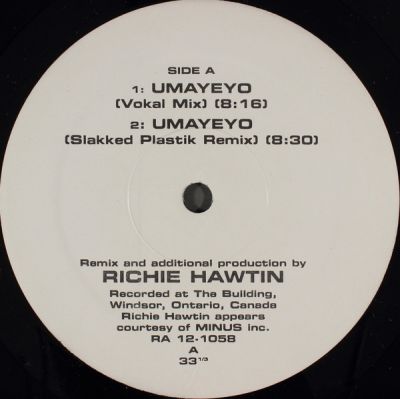 SIDE A
1: UMAYEYO
(Vokal Mix) (8:16)
2: UMAYEYO
(Slakked Plastik Remix) (8:30)
Remix and additional production by
RICHIE HAWTIN
Recorded at The Building,
Windsor, Ontario, Canada
Richie Hawtin appears
courtesy of MINUS inc.
RA 12-1058
A
33 1/3